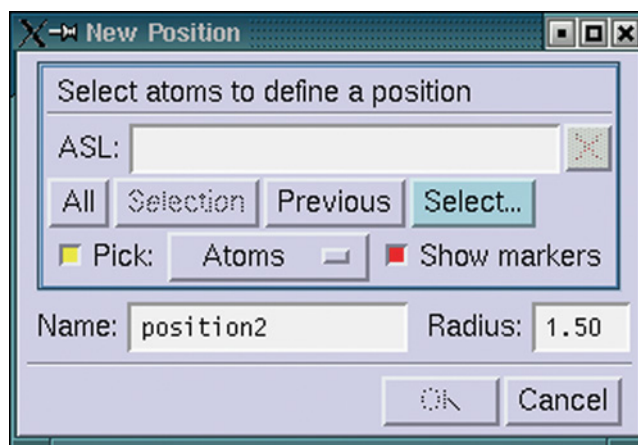 New Position
Select atoms to define a position
ASL:
All Selection Previous Select...
Pick: Atoms Show markers
Name: position2 Radius: 1.50
OK Cancel